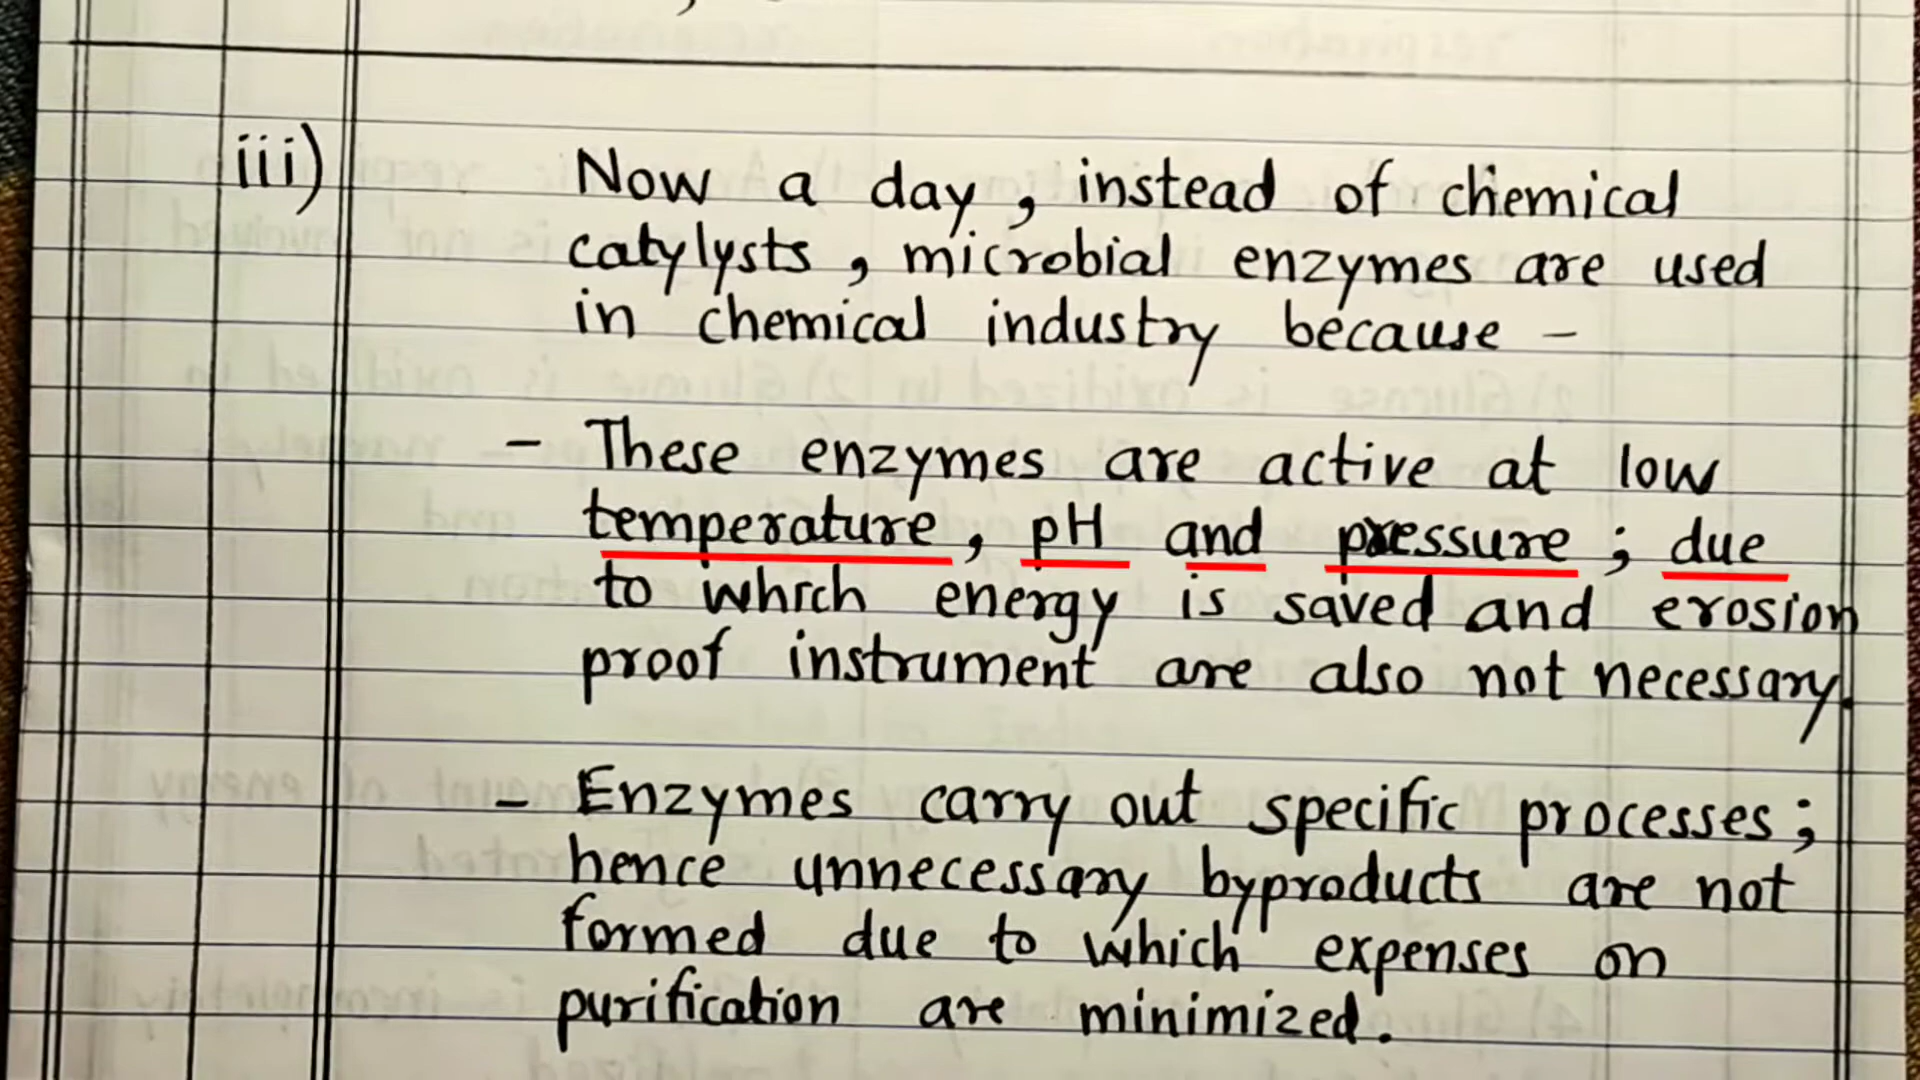 iii) Now a day, instead of chemical
catylysts, microbial enzymes are used
in chemical industry because –
– These enzymes are active at low
temperature, pH and pressure; due
to which energy is saved and erosion
proof instrument are also not necessary.
– Enzymes carry out specific processes;
hence unnecessary byproducts are not
formed due to which expenses on
purification are minimized.